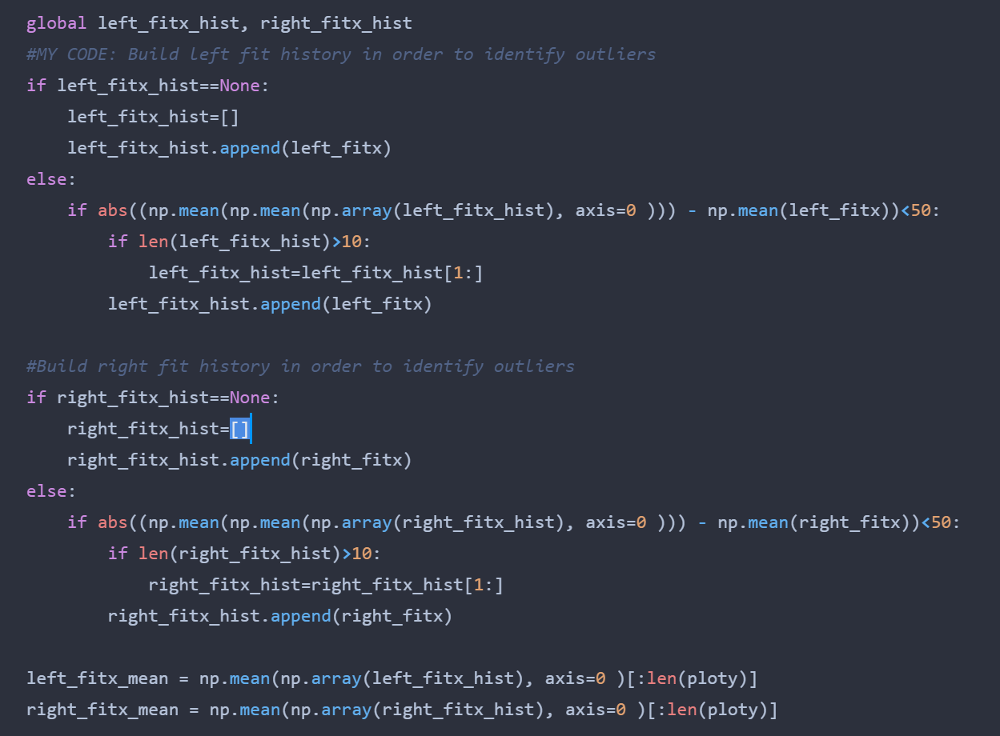 global left_fitx_hist, right_fitx_hist
#MY CODE: Build left fit history in order to identify outliers
if left_fitx_hist==None:
    left_fitx_hist=[]
    left_fitx_hist.append(left_fitx)
else:
    if abs((np.mean(np.mean(np.array(left_fitx_hist), axis=0 ))) - np.mean(left_fitx))<50:
        if len(left_fitx_hist)>10:
            left_fitx_hist=left_fitx_hist[1:]
        left_fitx_hist.append(left_fitx)

#Build right fit history in order to identify outliers
if right_fitx_hist==None:
    right_fitx_hist=[]
    right_fitx_hist.append(right_fitx)
else:
    if abs((np.mean(np.mean(np.array(right_fitx_hist), axis=0 ))) - np.mean(right_fitx))<50:
        if len(right_fitx_hist)>10:
            right_fitx_hist=right_fitx_hist[1:]
        right_fitx_hist.append(right_fitx)

left_fitx_mean = np.mean(np.array(left_fitx_hist), axis=0 )[:len(ploty)]
right_fitx_mean = np.mean(np.array(right_fitx_hist), axis=0 )[:len(ploty)]